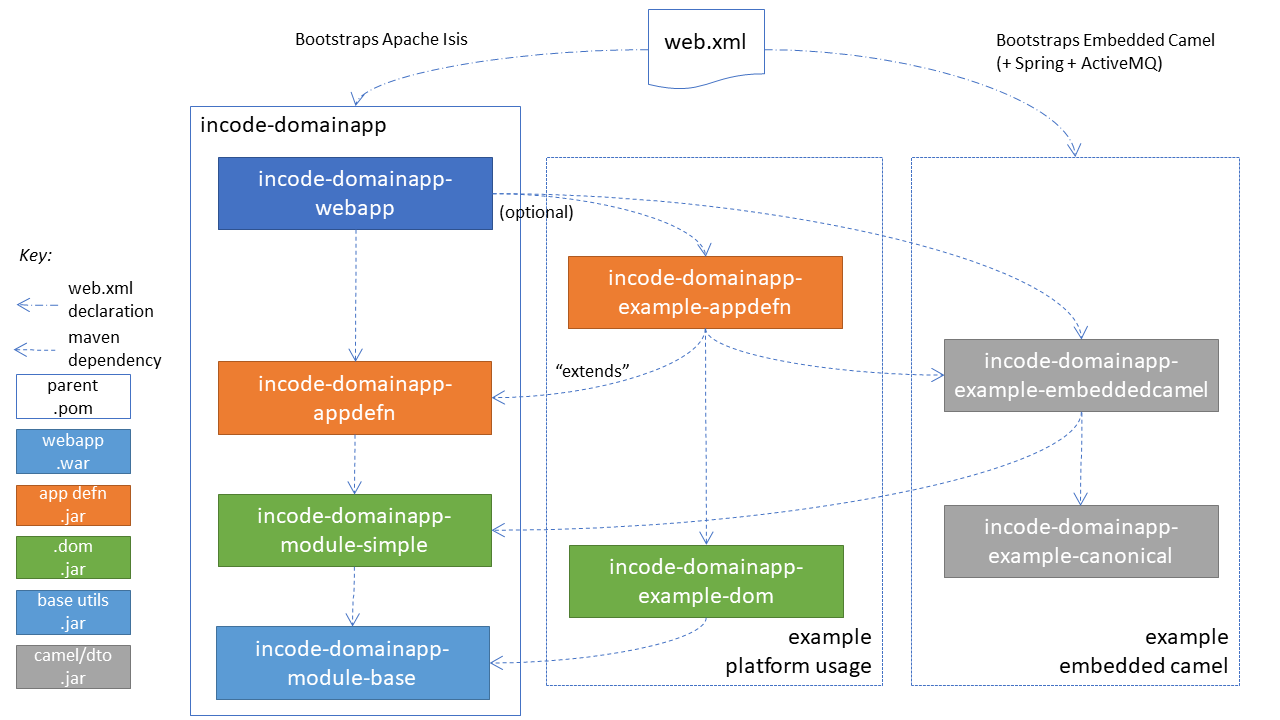 Bootstraps Apache Isis
web.xml
Bootstraps Embedded Camel
(+ Spring + ActiveMQ)
incode-domainapp
incode-domainapp-
webapp
(optional)
incode-domainapp-
example-appdefn
Key:
web.xml
declaration
maven
dependency
parent
.pom
webapp
.war
app defn
.jar
.dom
.jar
base utils
.jar
camel/dto
.jar
incode-domainapp-
appdefn
"extends"
incode-domainapp-
example-embeddedcamel
incode-domainapp-
module-simple
incode-domainapp-
example-canonical
incode-domainapp-
example-dom
incode-domainapp-
module-base
example
platform usage
example
embedded camel